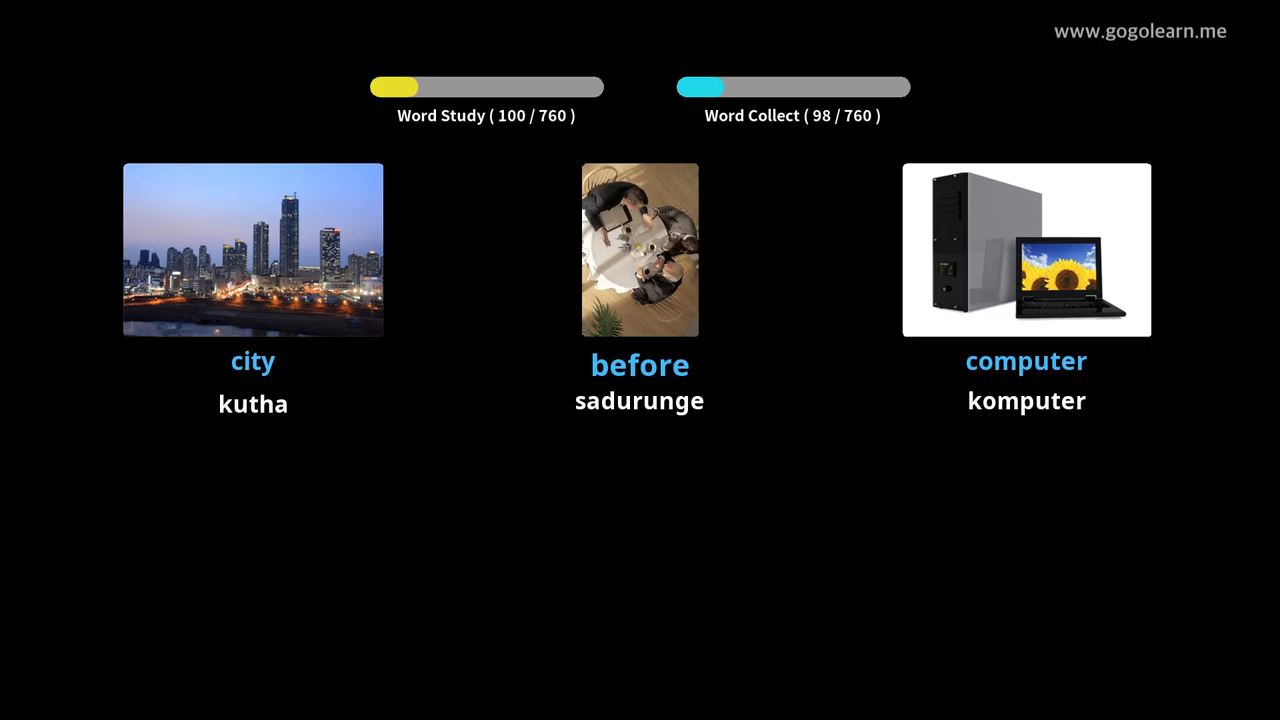 www.gogolearn.me
Word Study ( 100 / 760 )
Word Collect ( 98 / 760 )
city
before
computer
kutha
sadurunge
komputer